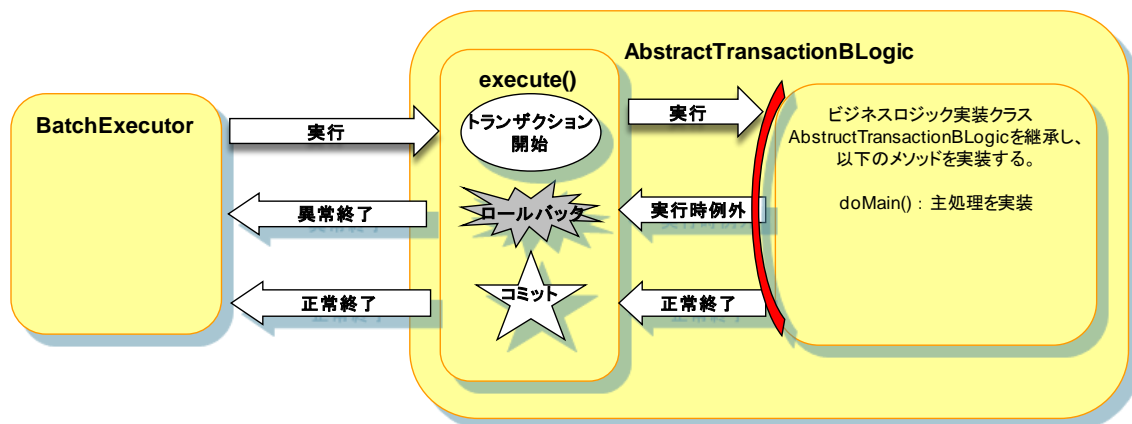 AbstractTransactionBLogic
BatchExecutor
execute()
実行
トランザクション
開始
実行
ビジネスロジック実装クラス
AbstructTransactionBLogicを継承し、
以下のメソッドを実装する。
doMain() : 主処理を実装
異常終了
ロールバック
実行時例外
正常終了
コミット
正常終了